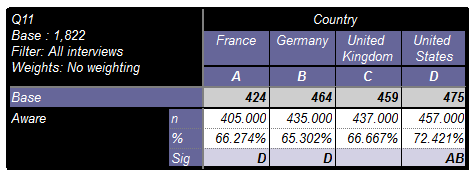 Q11 Country
Base : 1,822
Filter: All interviews
Weights: No weighting
France Germany United Kingdom United States
A B C D
Base 424 464 459 475
Aware n 405.000 435.000 437.000 457.000
% 66.274% 65.302% 66.667% 72.421%
Sig D D AB